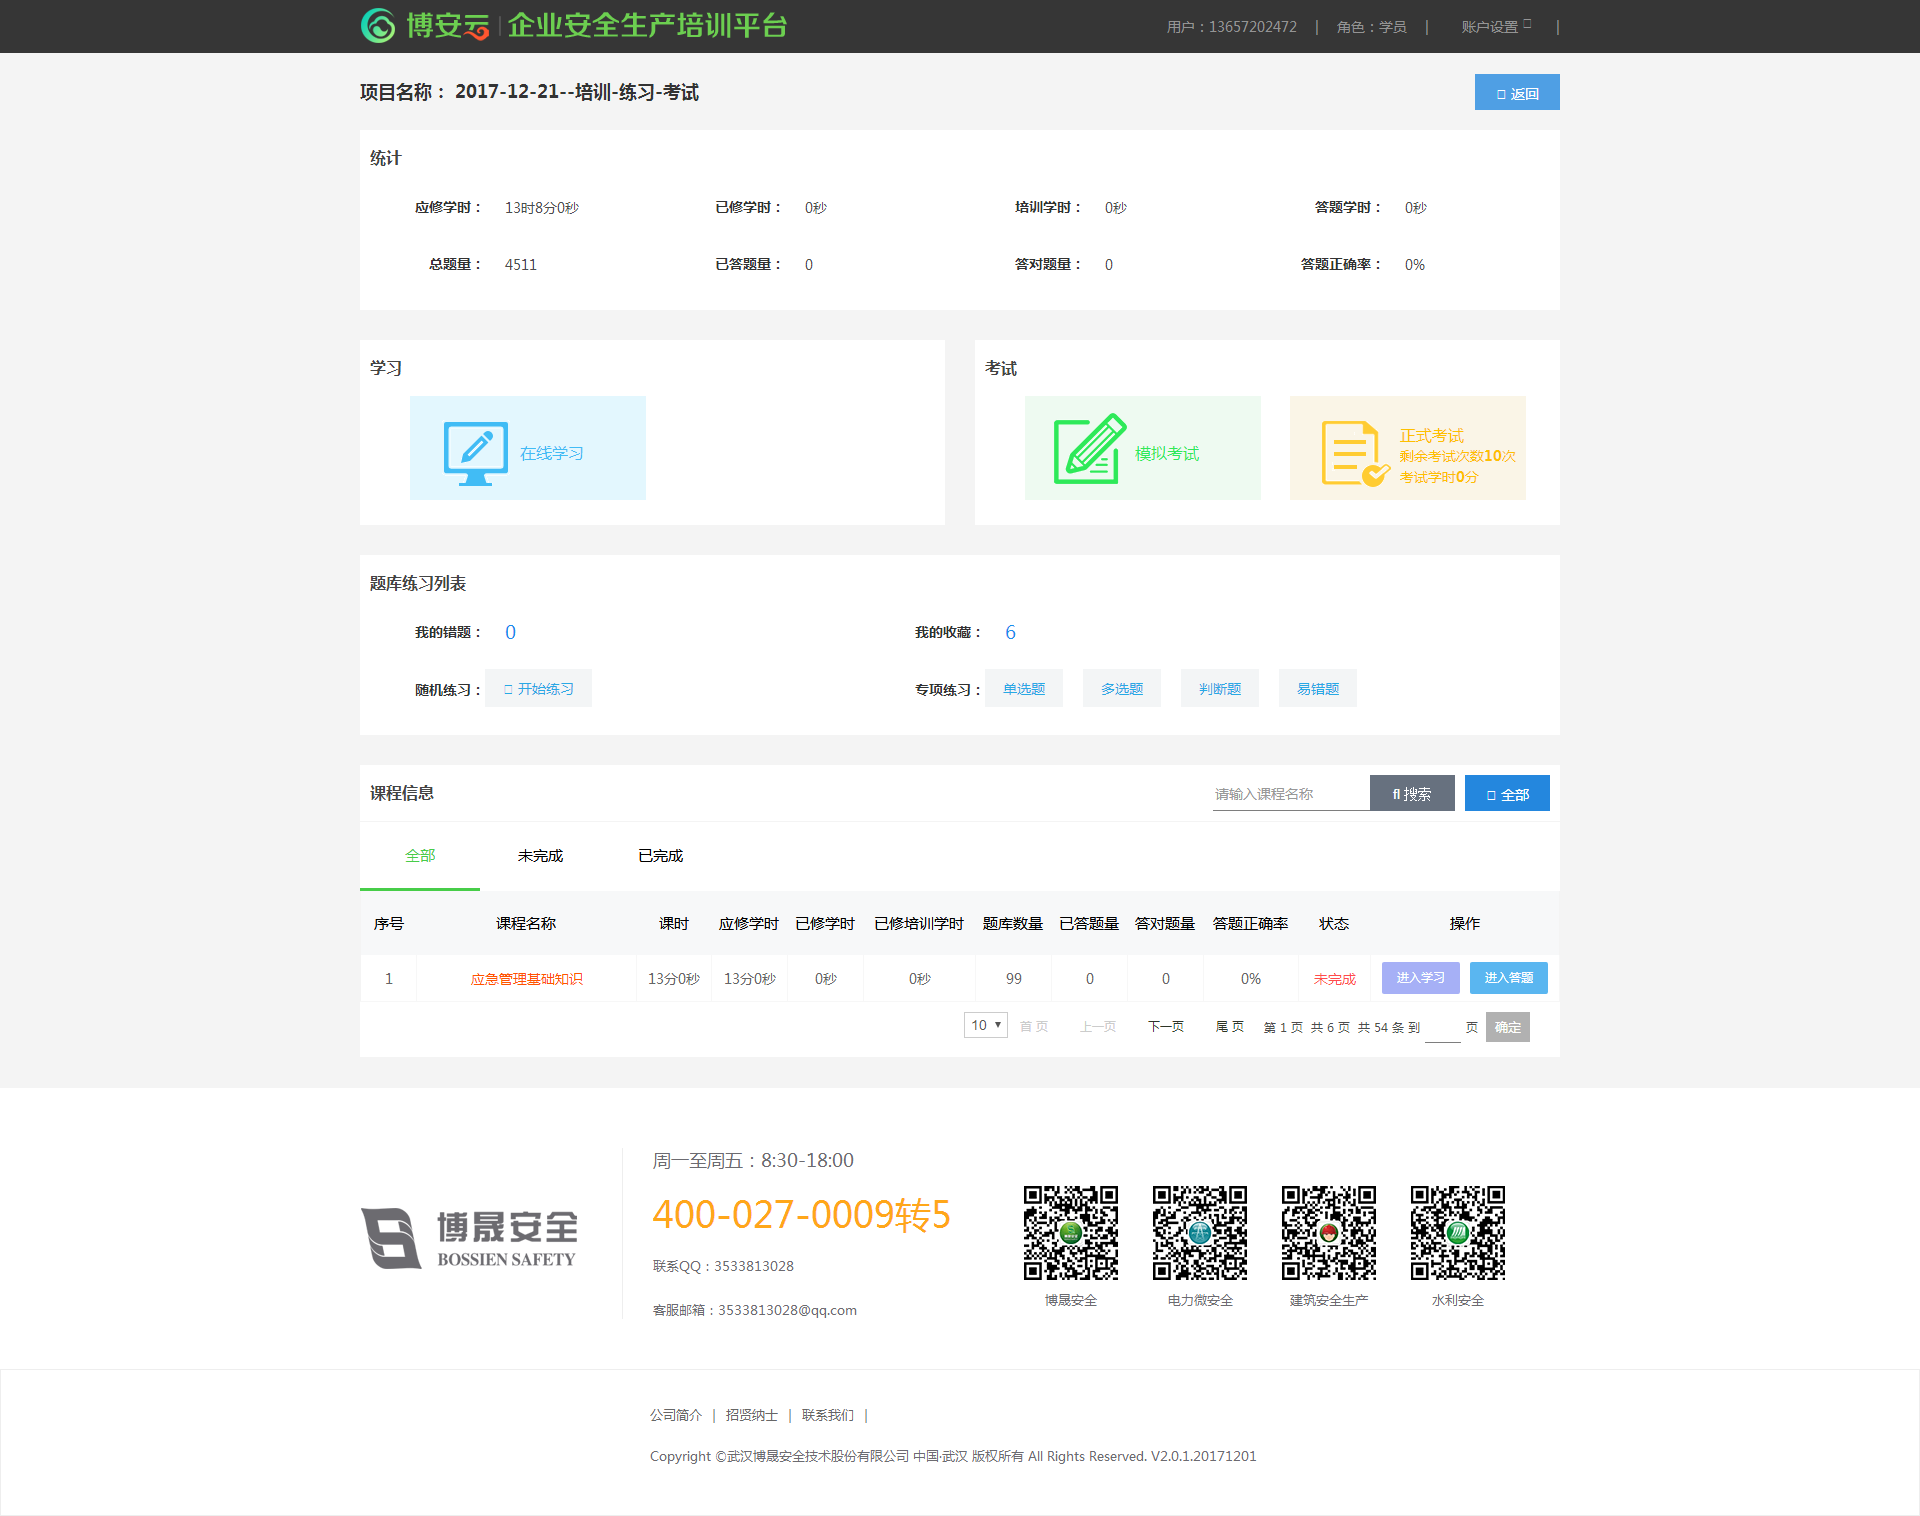 博安云 | 企业安全生产培训平台
用户：13657202472 | 角色：学员 | 账户设置 |
项目名称： 2017-12-21--培训-练习-考试
返回
统计
应修学时： 13时8分0秒 已修学时： 0秒 培训学时： 0秒 答题学时： 0秒
总题量： 4511 已答题量： 0 答对题量： 0 答题正确率： 0%
学习
在线学习
考试
模拟考试
正式考试
剩余考试次数10次
考试学时0分
题库练习列表
我的错题： 0 我的收藏： 6
随机练习： 开始练习 专项练习： 单选题 多选题 判断题 易错题
课程信息
请输入课程名称 搜索 全部
全部 未完成 已完成
序号 课程名称 课时 应修学时 已修学时 已修培训学时 题库数量 已答题量 答对题量 答题正确率 状态 操作
1 应急管理基础知识 13分0秒 13分0秒 0秒 0秒 99 0 0 0% 未完成 进入学习 进入答题
10 首 页 上一页 下一页 尾 页 第 1 页 共 6 页 共 54 条 到 页 确定
博晟安全
BOSSIEN SAFETY
周一至周五：8:30-18:00
400-027-0009转5
联系QQ：3533813028
客服邮箱：3533813028@qq.com
博晟安全 电力微安全 建筑安全生产 水利安全
公司简介 | 招贤纳士 | 联系我们 |
Copyright ©武汉博晟安全技术股份有限公司 中国·武汉 版权所有 All Rights Reserved. V2.0.1.20171201